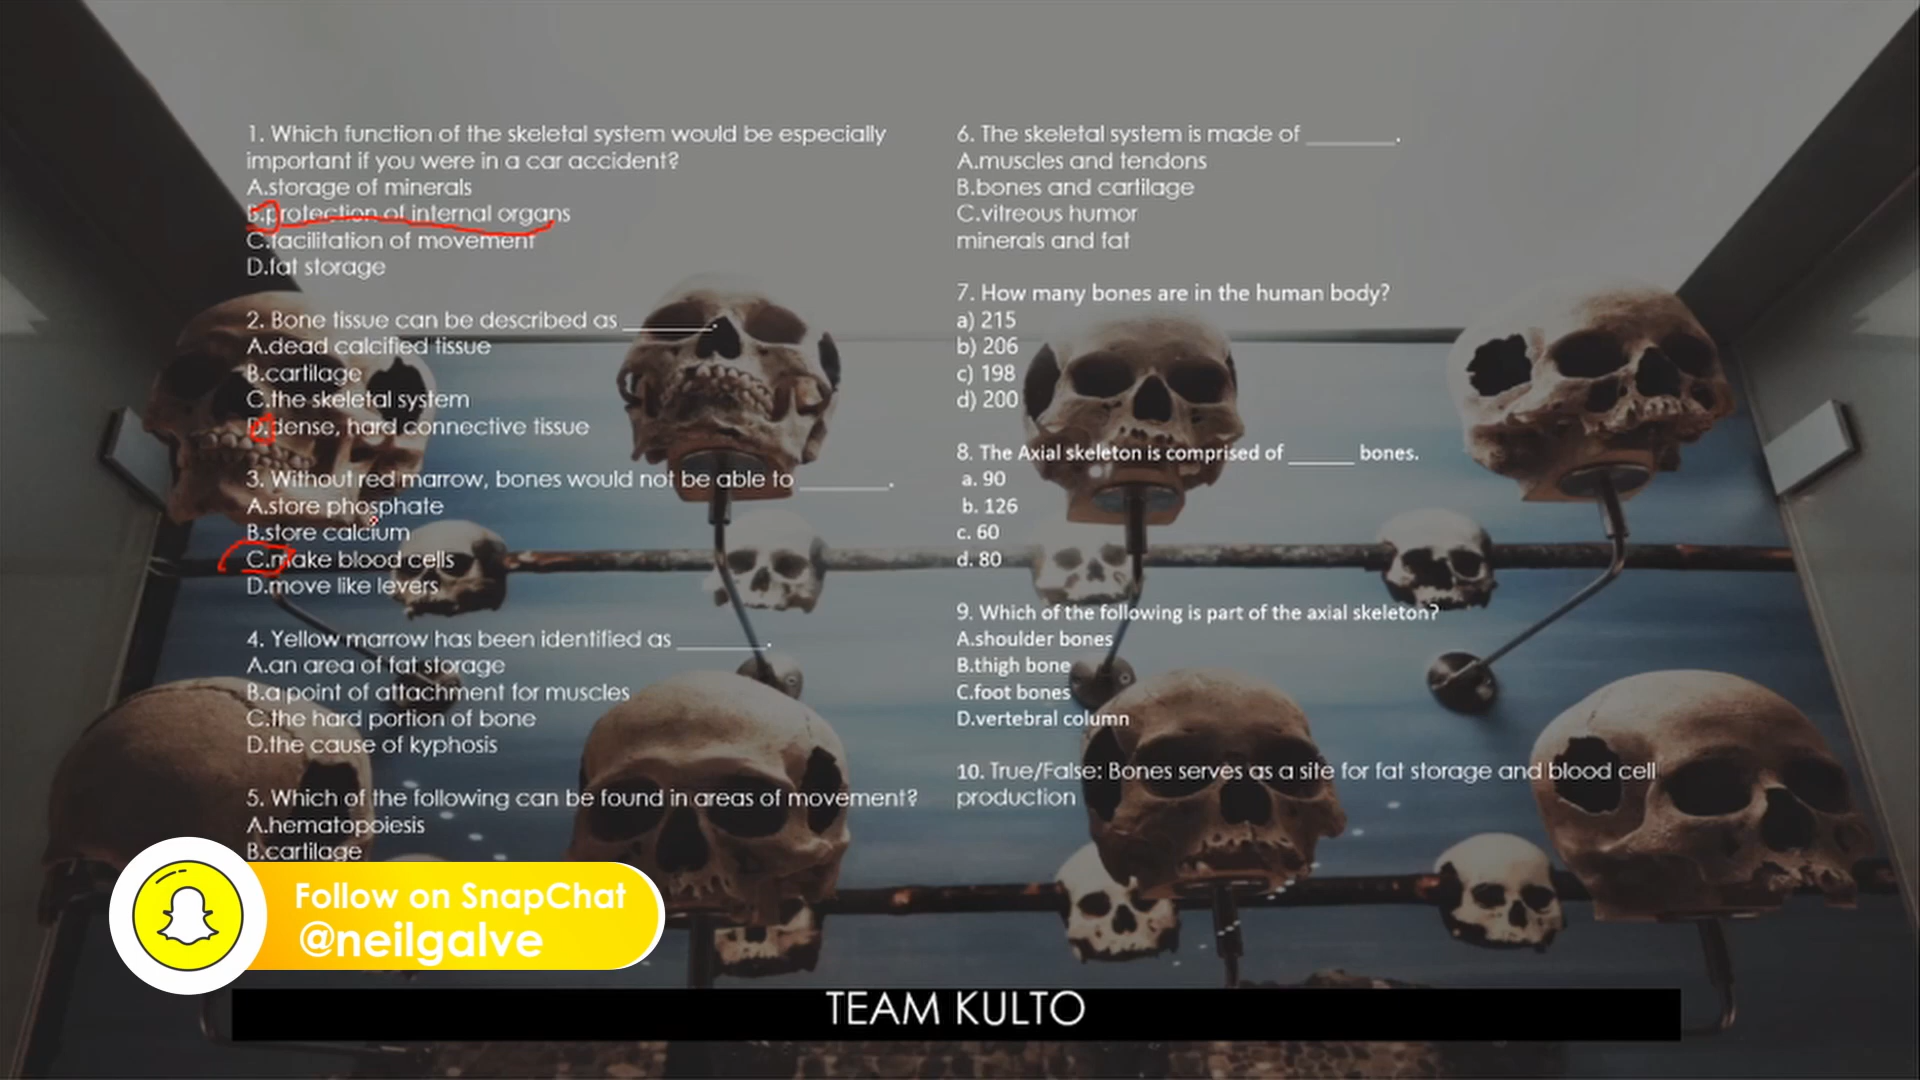 1. Which function of the skeletal system would be especially
important if you were in a car accident?
A.storage of minerals
B.protection of internal organs
C.facilitation of movement
D.fat storage
2. Bone tissue can be described as ________.
A.dead calcified tissue
B.cartilage
C.the skeletal system
D.dense, hard connective tissue
3. Without red marrow, bones would not be able to ________.
A.store phosphate
B.store calcium
C.make blood cells
D.move like levers
4. Yellow marrow has been identified as ________.
A.an area of fat storage
B.a point of attachment for muscles
C.the hard portion of bone
D.the cause of kyphosis
5. Which of the following can be found in areas of movement?
A.hematopoiesis
B.cartilage
6. The skeletal system is made of ________.
A.muscles and tendons
B.bones and cartilage
C.vitreous humor
minerals and fat
7. How many bones are in the human body?
a) 215
b) 206
c) 198
d) 200
8. The Axial skeleton is comprised of ______ bones.
a. 90
b. 126
c. 60
d. 80
9. Which of the following is part of the axial skeleton?
A.shoulder bones
B.thigh bone
C.foot bones
D.vertebral column
10. True/False: Bones serves as a site for fat storage and blood cell
production
Follow on SnapChat
@neilgalve
TEAM KULTO